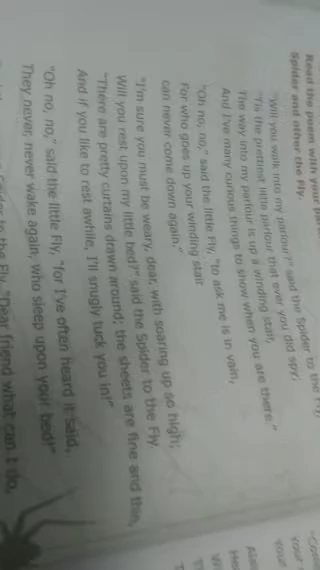 Read the poem with your
Spider and other the Fly.
"Will you walk into my parlour?" said the Spider to the Fly,
"'Tis the prettiest little parlour that ever you did spy;
The way into my parlour is up a winding stair,
And I've many curious things to show when you are there."
"Oh no, no," said the little Fly, "to ask me is in vain,
For who goes up your winding stair
can never come down again."
"I'm sure you must be weary, dear, with soaring up so high;
Will you rest upon my little bed?" said the Spider to the Fly.
"There are pretty curtains drawn around; the sheets are fine and thin,
And if you like to rest awhile, I'll snugly tuck you in!"
"Oh no, no," said the little Fly, "for I've often heard it said,
They never, never wake again, who sleep upon your bed!"
Spider to the Fly, "Dear friend what can I do,
your
Your